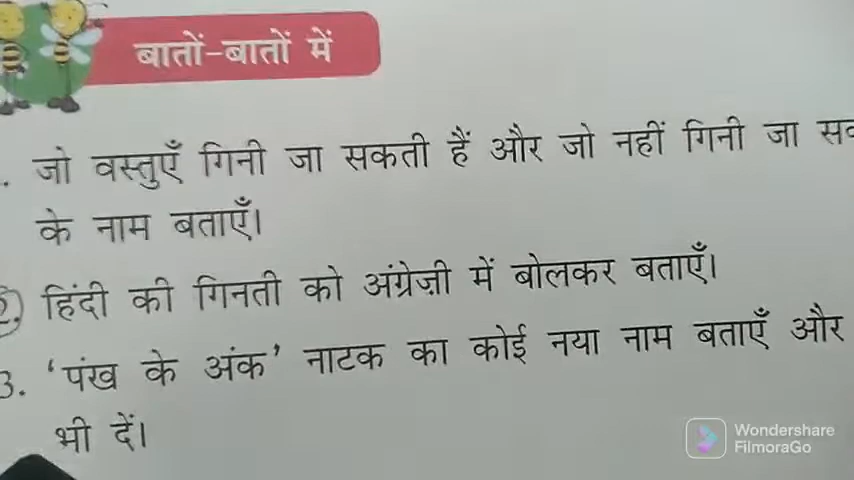 बातों-बातों में
. जो वस्तुएँ गिनी जा सकती हैं और जो नहीं गिनी जा
के नाम बताएँ।
2. हिंदी की गिनती को अंग्रेज़ी में बोलकर बताएँ।
3. 'पंख के अंक' नाटक का कोई नया नाम बताएँ और
भी दें।
Wondershare
FilmoraGo